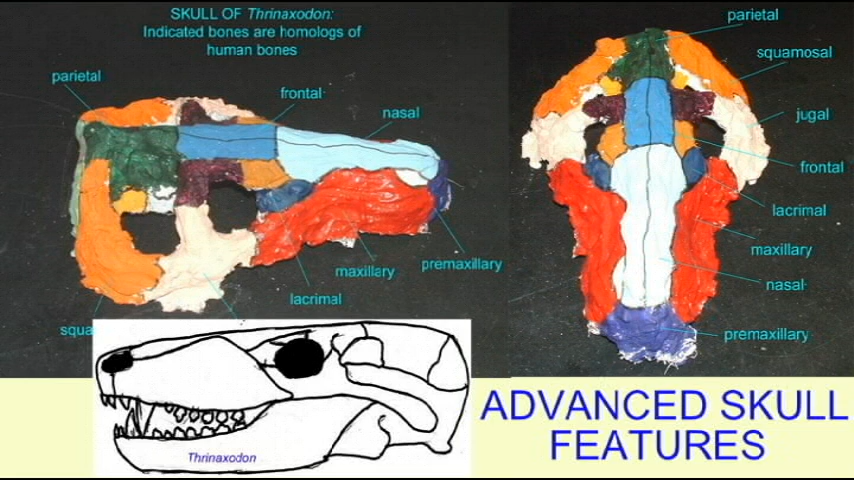 SKULL OF Thrinaxodon:
Indicated bones are homologs of
human bones
parietal
frontal
nasal
premaxillary
maxillary
lacrimal
squa
parietal
squamosal
jugal
frontal
lacrimal
maxillary
nasal
premaxillary
Thrinaxodon
ADVANCED SKULL
FEATURES